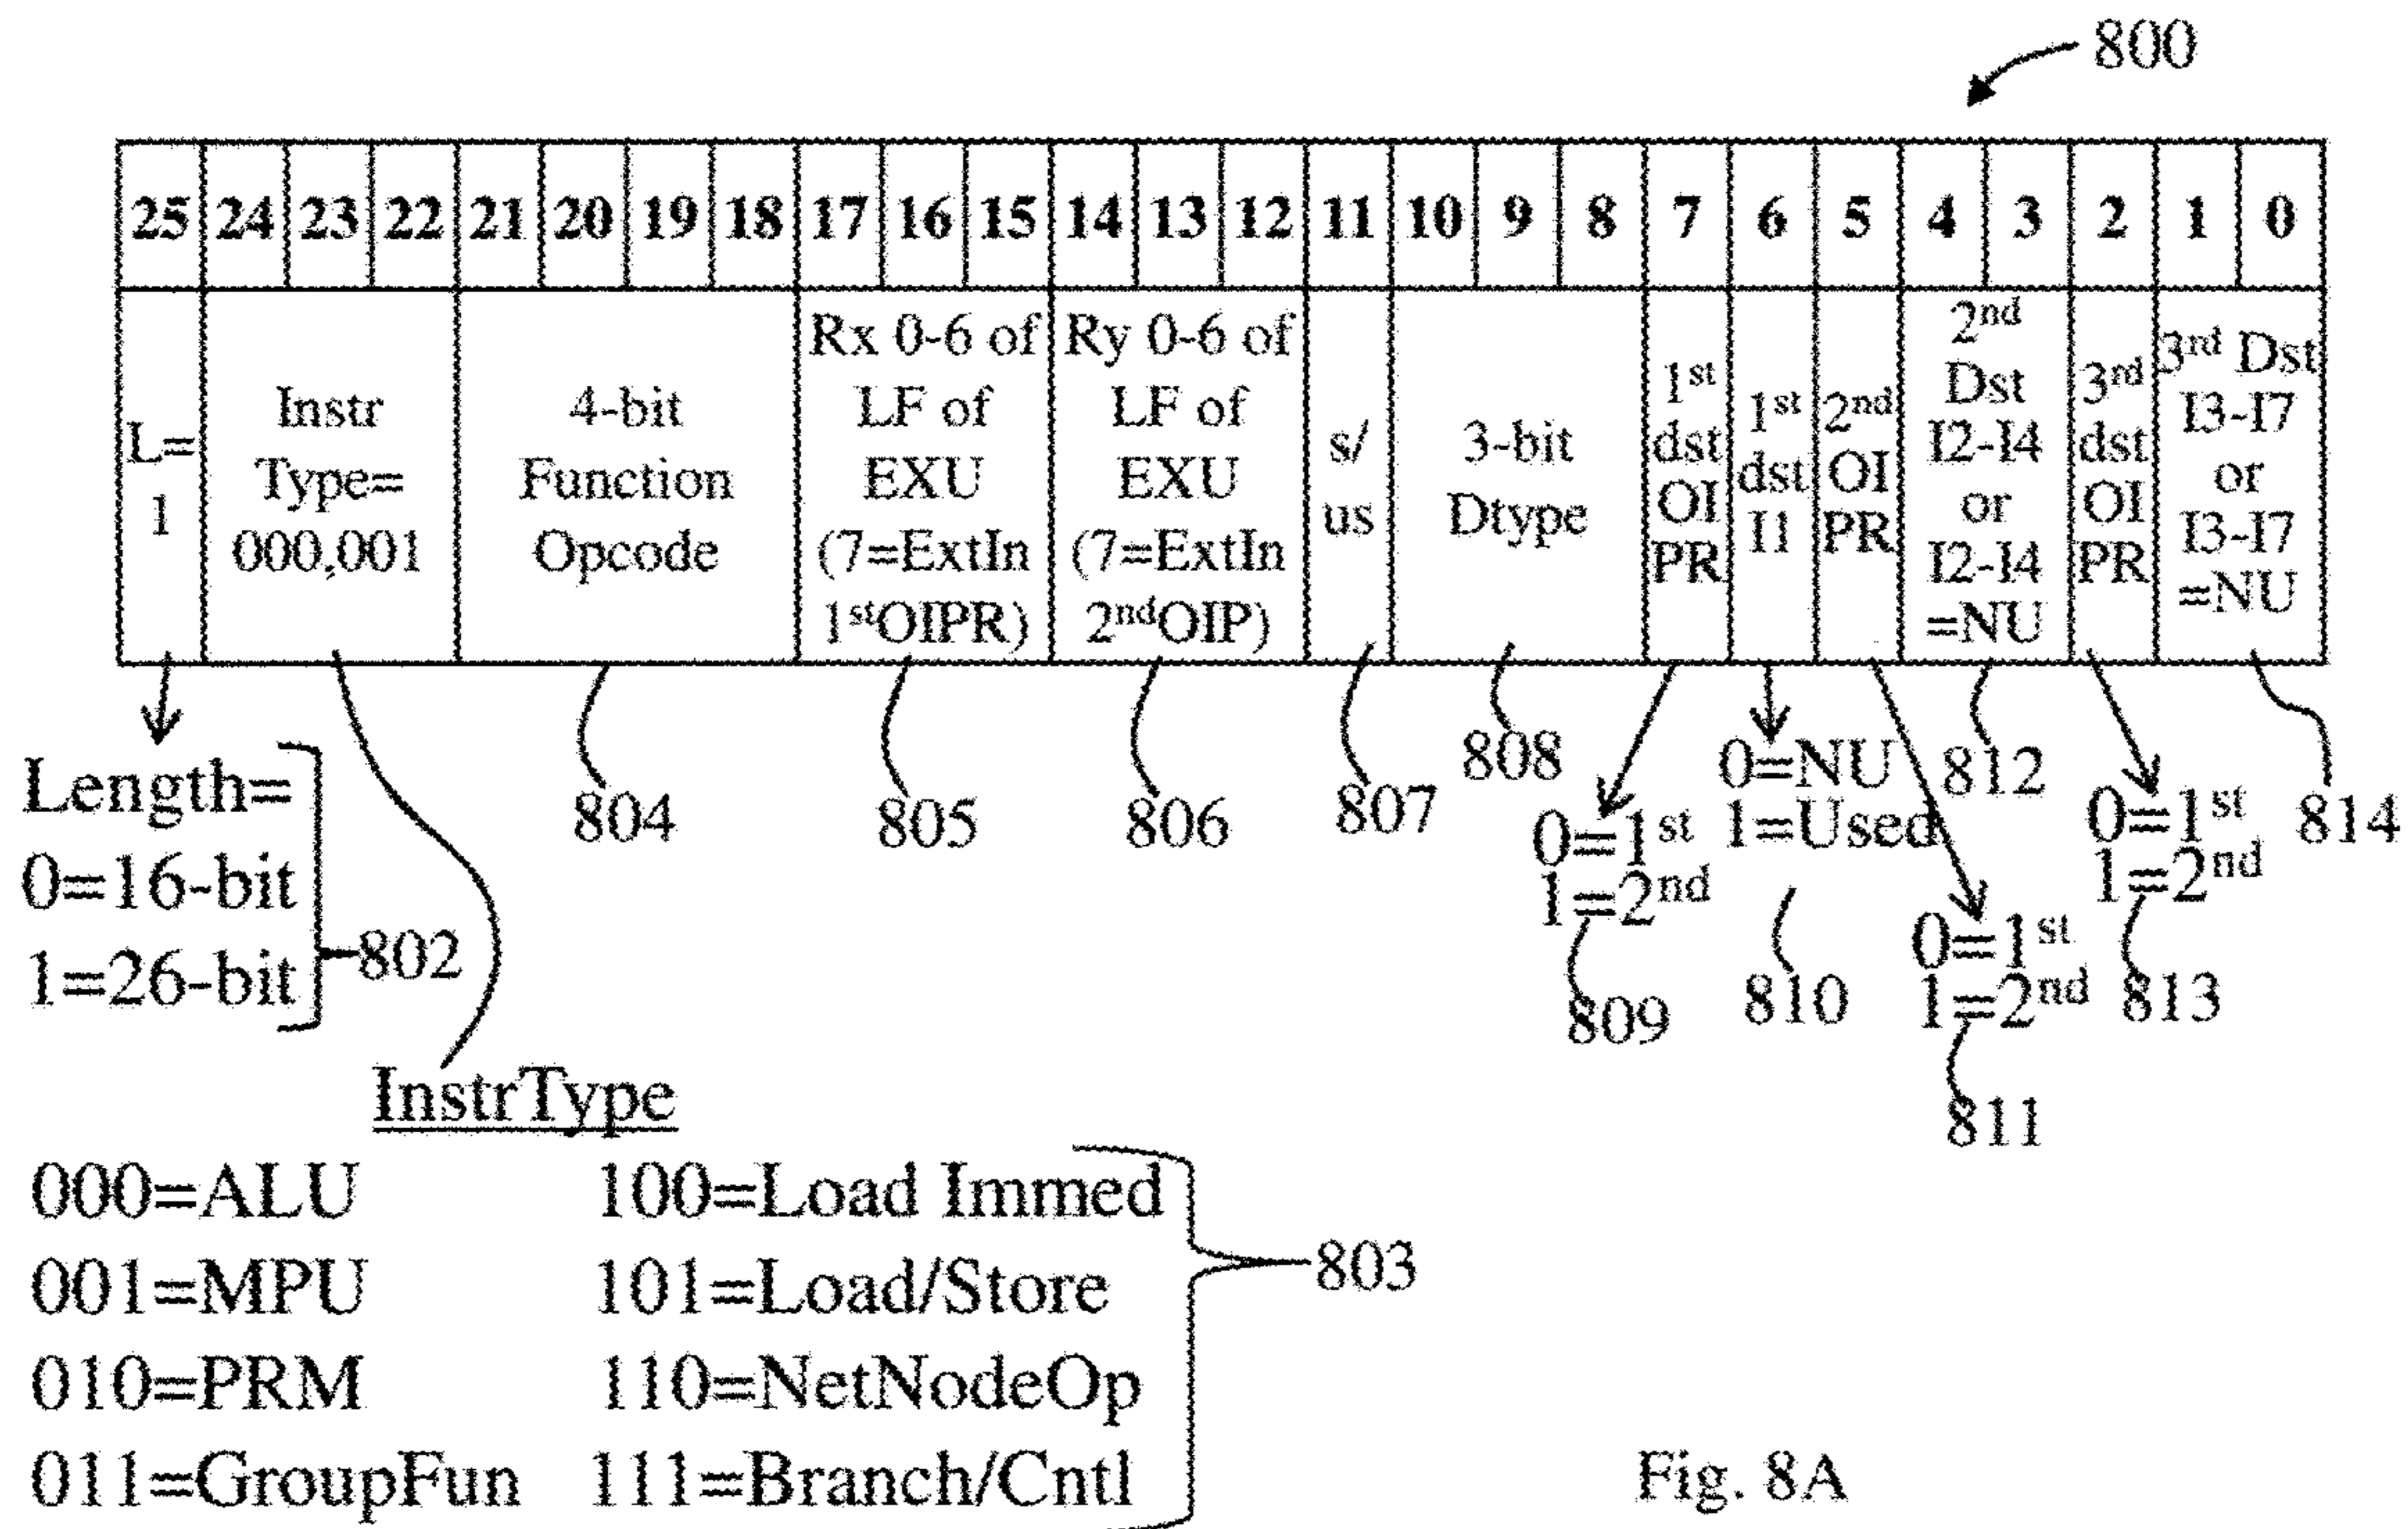 800
25 24 23 22 21 20 19 18 17 16 15 14 13 12 11 10 9 8 7 6 5 4 3 2 1 0
L=
1
Instr
Type=
000,001
4-bit
Function
Opcode
Rx 0-6 of
LF of
EXU
(7=ExtIn
1stOIPR)
Ry 0-6 of
LF of
EXU
(7=ExtIn
2ndOIP)
s/
us
3-bit
Dtype
1st
dst
OI
PR
1st
dst
I1
2nd
OI
PR
2nd
Dst
I2-I4
or
I2-I4
=NU
3rd
dst
OI
PR
3rd Dst
I3-I7
or
I3-I7
=NU
Length=
0=16-bit
1=26-bit
802
804
805
806
807
808
0=1st
1=2nd
809
0=NU
1=Used
810
0=1st
1=2nd
811
812
0=1st
1=2nd
813
814
InstrType
000=ALU 100=Load Immed
001=MPU 101=Load/Store
010=PRM 110=NetNodeOp
011=GroupFun 111=Branch/Cntl
803
Fig. 8A